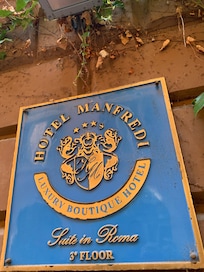 HOTEL MANFREDI
LUXURY BOUTIQUE HOTEL
Suite in Roma
3° FLOOR